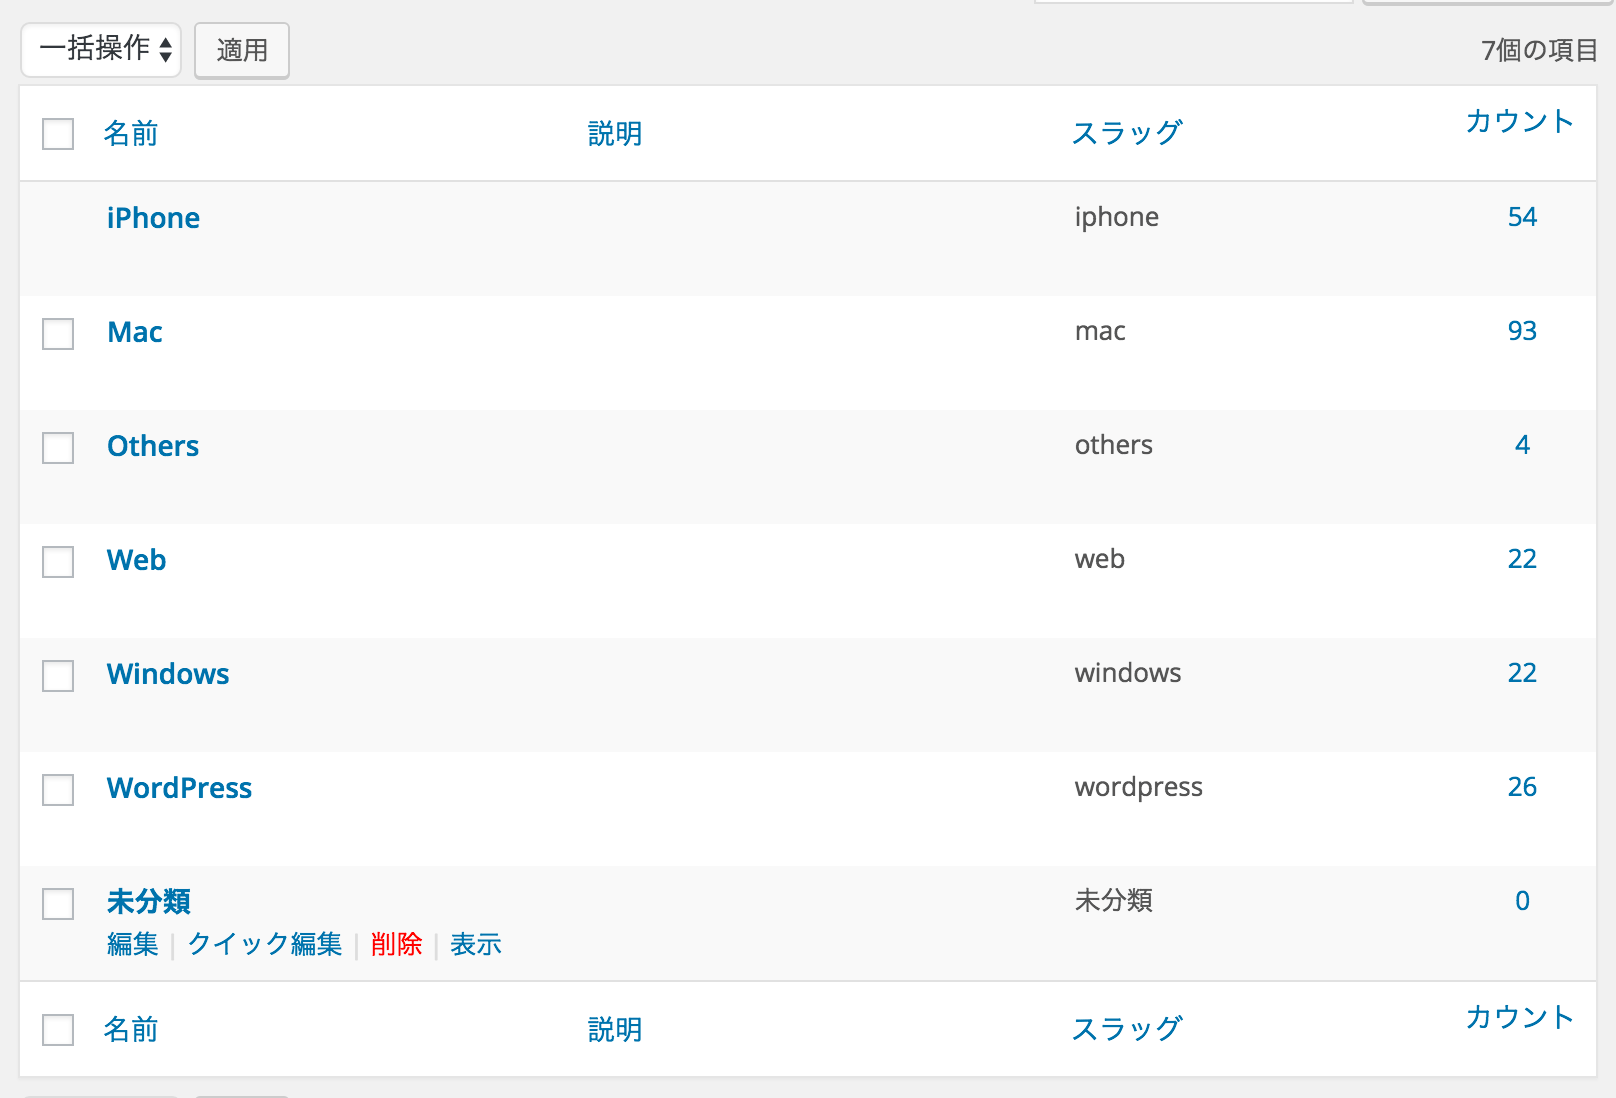 一括操作 適用 7個の項目
名前 説明 スラッグ カウント
iPhone iphone 54
Mac mac 93
Others others 4
Web web 22
Windows windows 22
WordPress wordpress 26
未分類 未分類 0
編集 | クイック編集 | 削除 | 表示
名前 説明 スラッグ カウント